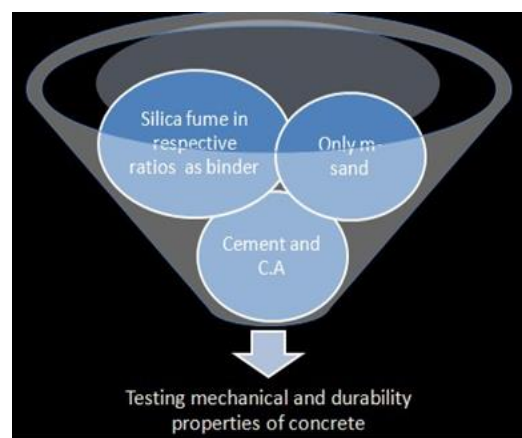 Silica fume in
respective
ratios as binder
Only m-
sand
Cement and
C.A
Testing mechanical and durability
properties of concrete